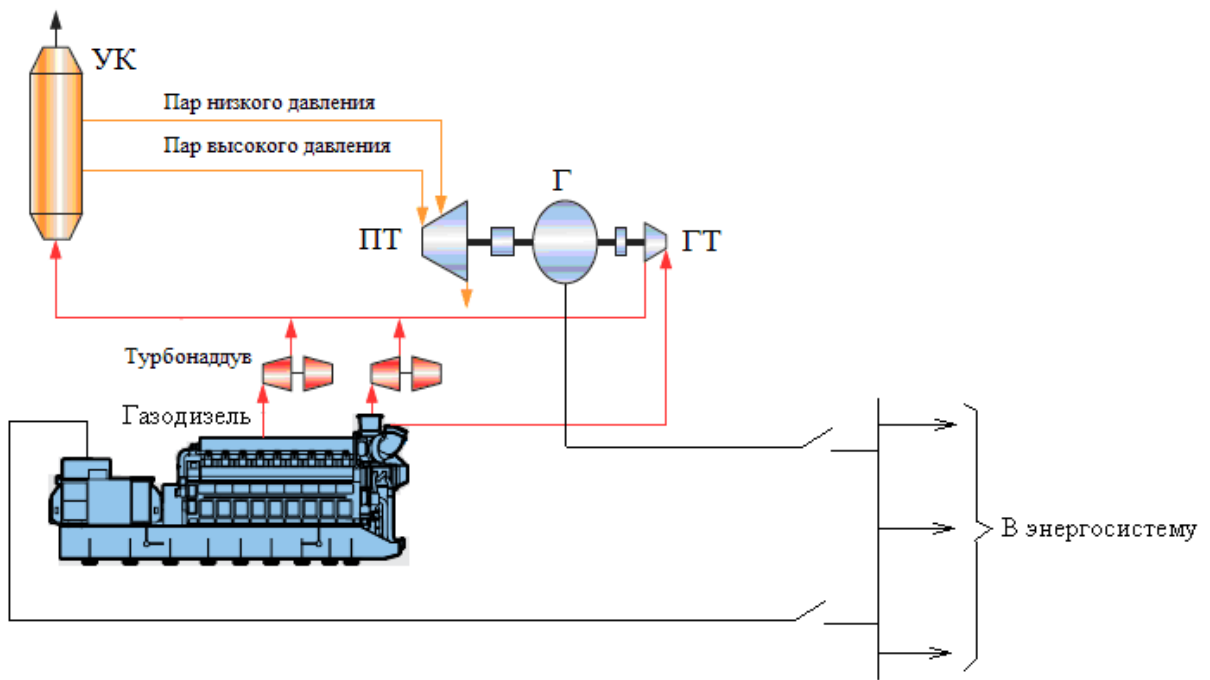 УК
Пар низкого давления
Пар высокого давления
Г
ПТ
ГТ
Турбонаддув
Газодизель
В энергосистему